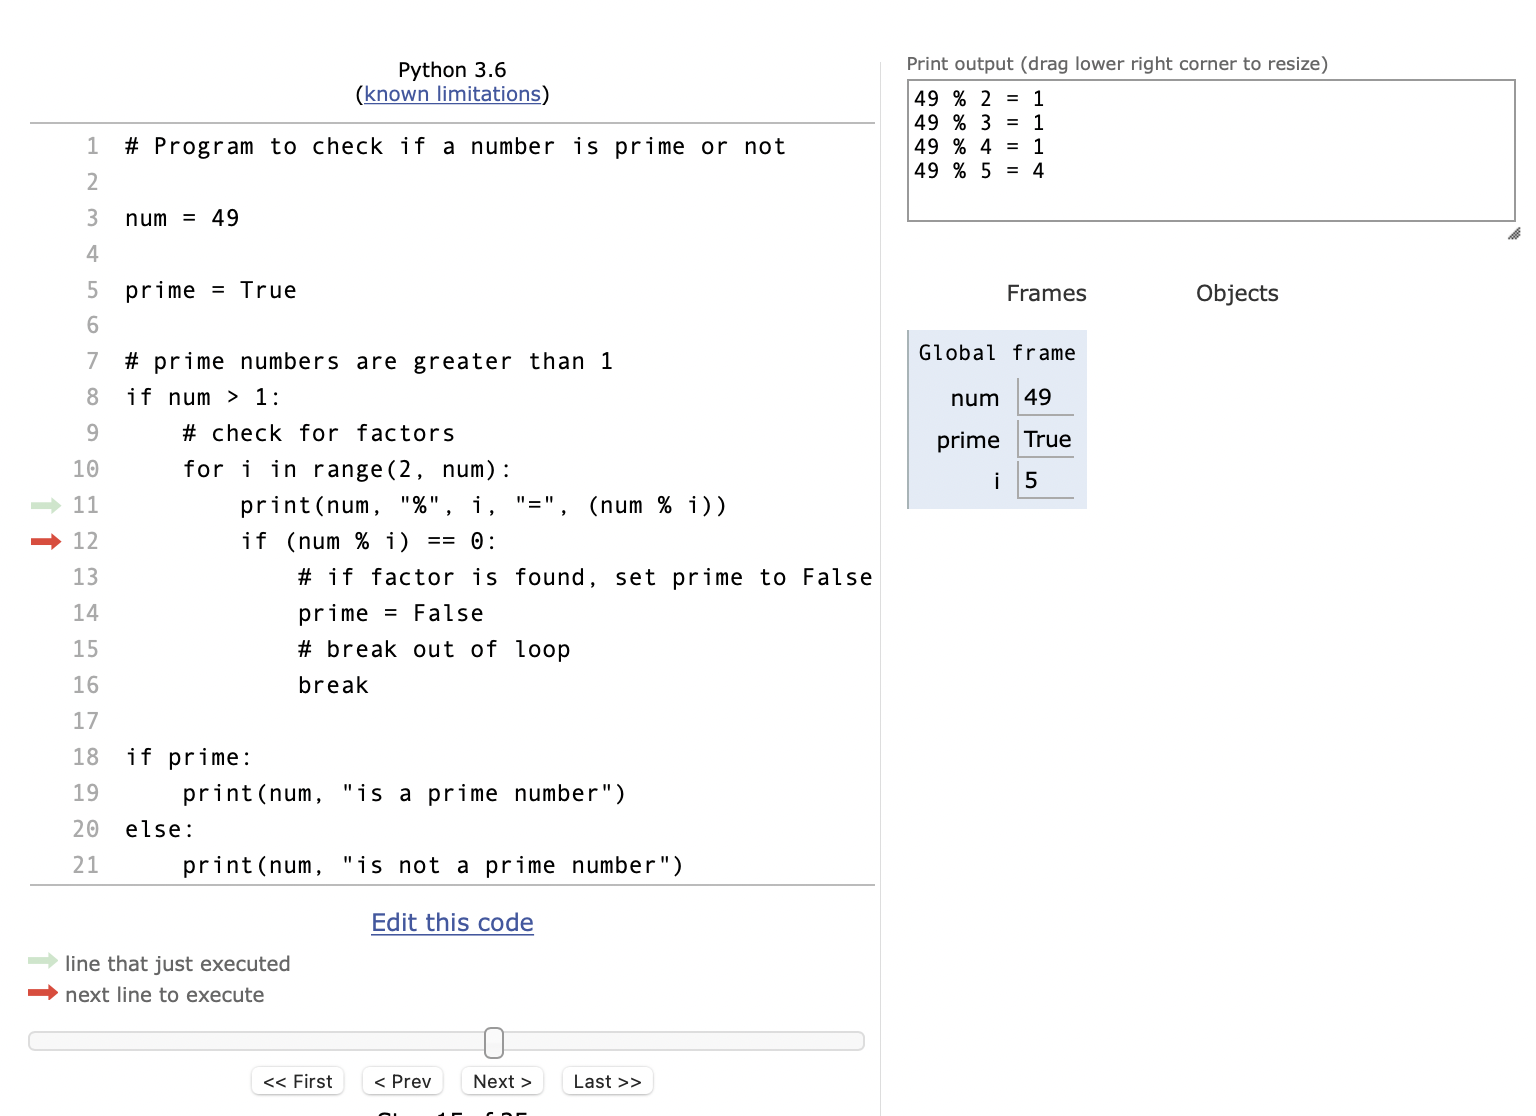 Python 3.6
(known limitations)
1 # Program to check if a number is prime or not
2
3 num = 49
4
5 prime = True
6
7 # prime numbers are greater than 1
8 if num > 1:
9     # check for factors
10     for i in range(2, num):
11         print(num, "%", i, "=", (num % i))
12         if (num % i) == 0:
13             # if factor is found, set prime to False
14             prime = False
15             # break out of loop
16             break
17
18 if prime:
19     print(num, "is a prime number")
20 else:
21     print(num, "is not a prime number")
Edit this code
line that just executed
next line to execute
<< First < Prev Next > Last >>
Print output (drag lower right corner to resize)
49 % 2 = 1
49 % 3 = 1
49 % 4 = 1
49 % 5 = 4
Frames Objects
Global frame
num 49
prime True
i 5